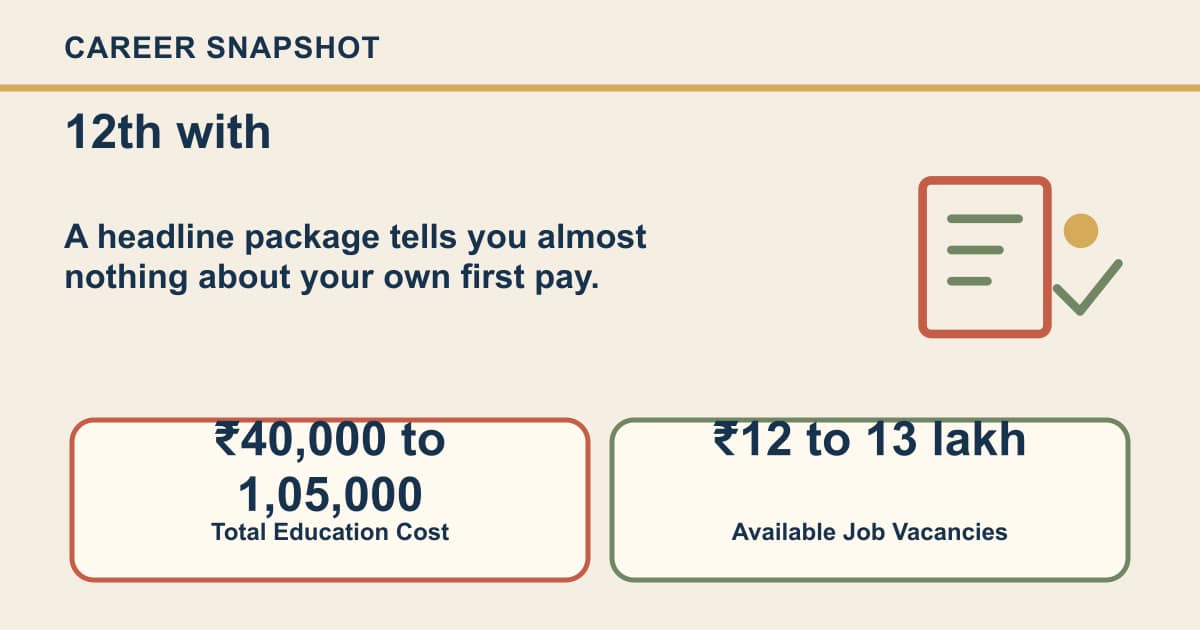 CAREER SNAPSHOT
12th with
A headline package tells you almost
nothing about your own first pay.
₹40,000 to
1,05,000
Total Education Cost
₹12 to 13 lakh
Available Job Vacancies